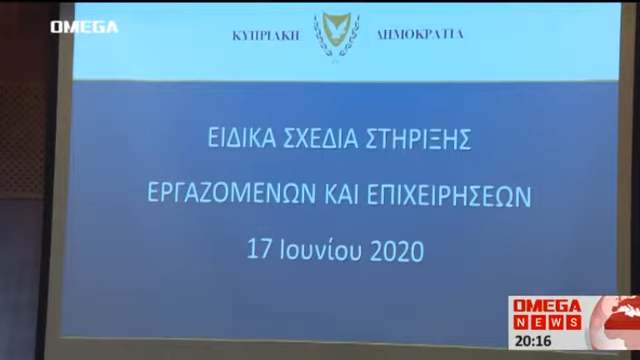 OMEGA
ΚΥΠΡΙΑΚΗ ΔΗΜΟΚΡΑΤΙΑ
ΕΙΔΙΚΑ ΣΧΕΔΙΑ ΣΤΗΡΙΞΗΣ
ΕΡΓΑΖΟΜΕΝΩΝ ΚΑΙ ΕΠΙΧΕΙΡΗΣΕΩΝ
17 Ιουνίου 2020
OMEGA
NEWS
20:16